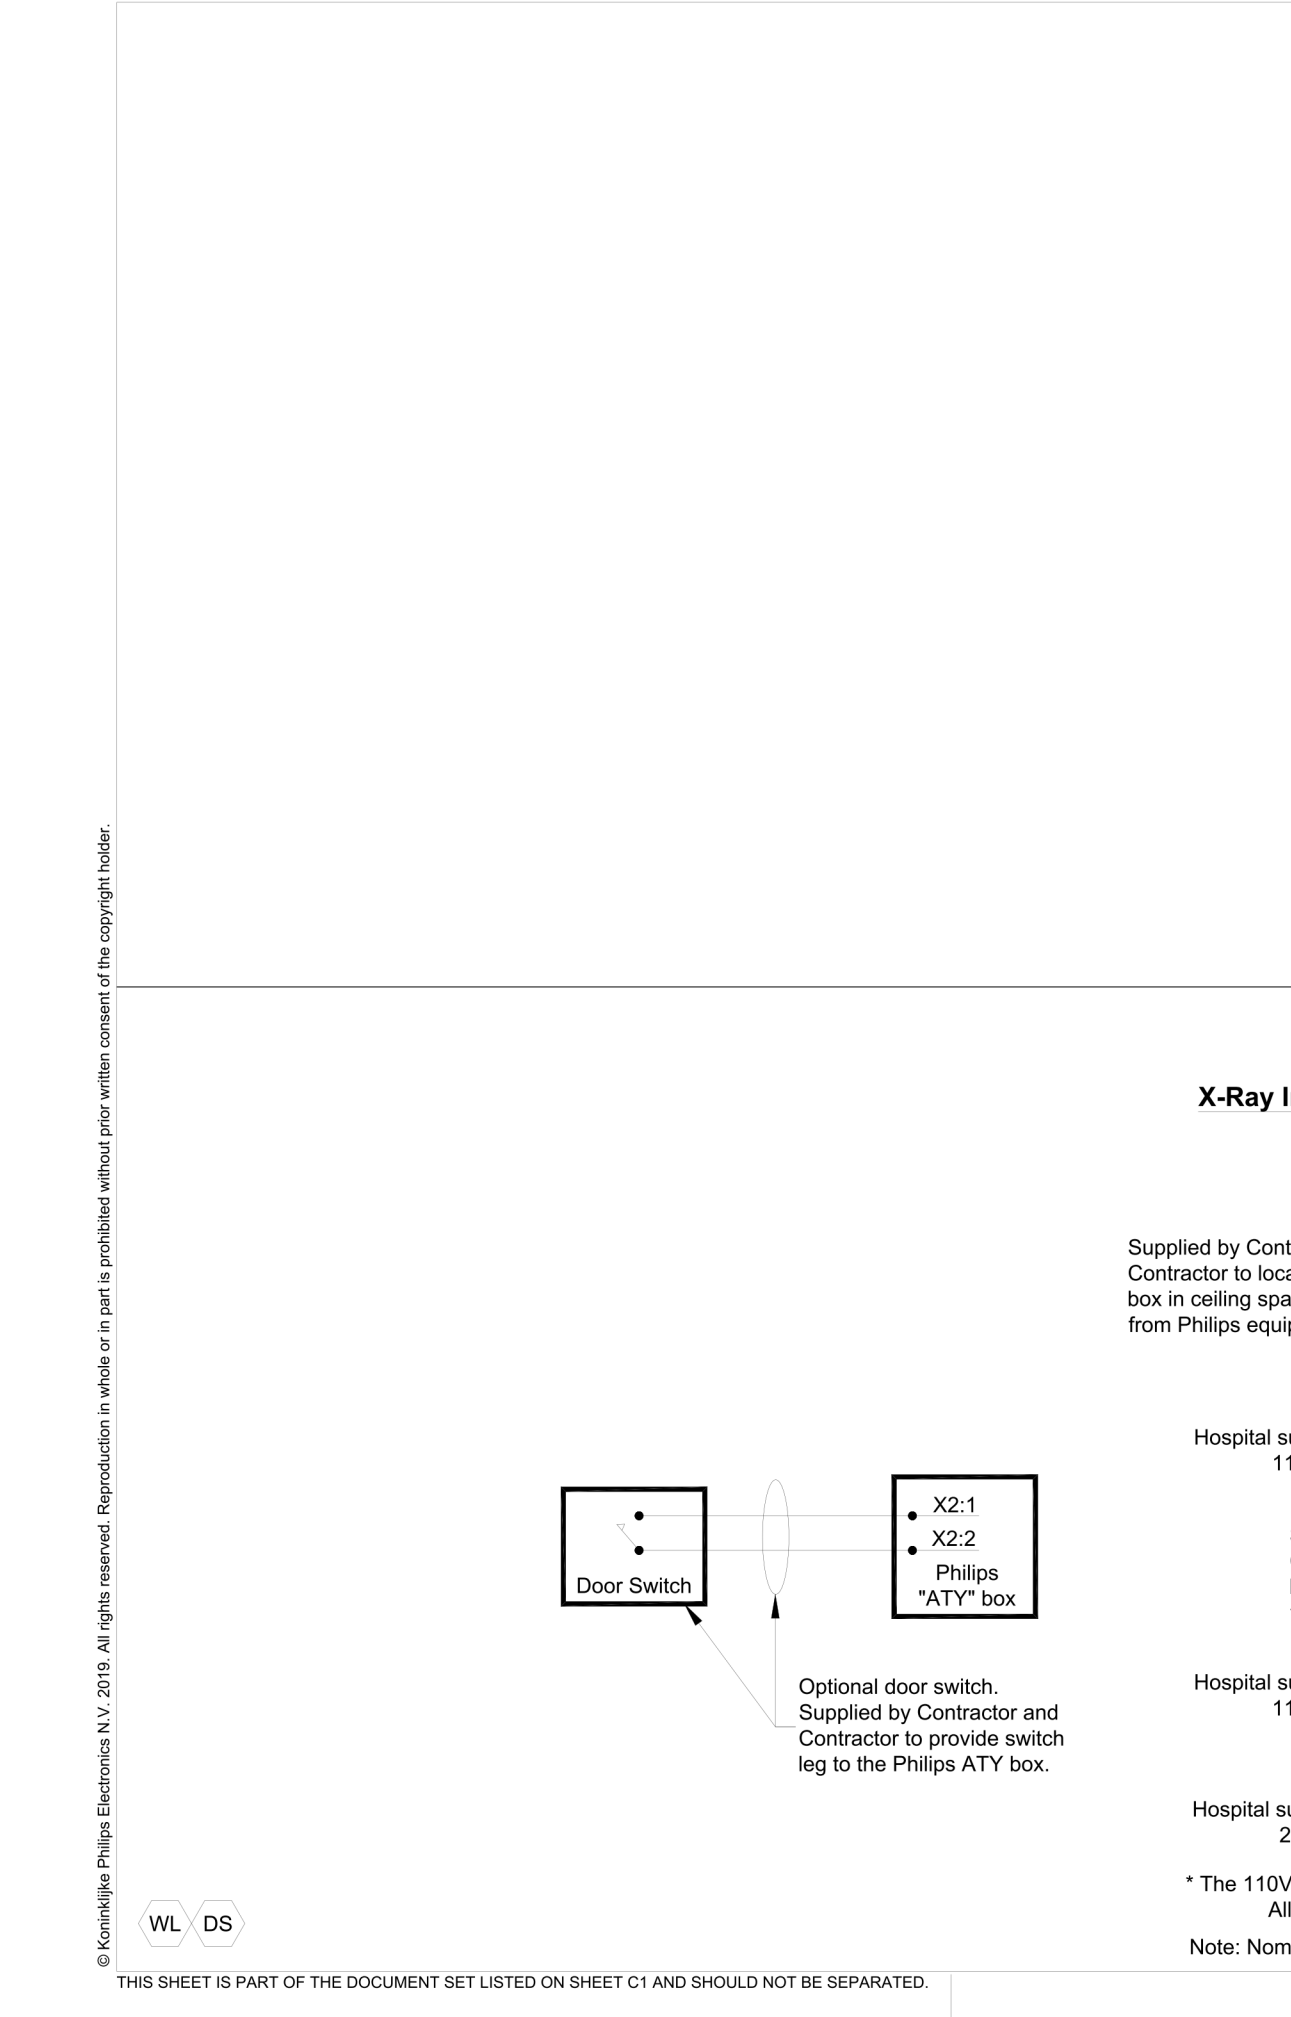 © Koninklijke Philips Electronics N.V. 2019. All rights reserved. Reproduction in whole or in part is prohibited without prior written consent of the copyright holder.
X-Ray
Supplied by
Contractor to
box in ceiling
from Philips
Hospital
X2:1
X2:2
Philips
"ATY" box
Door Switch
Hospital
Optional door switch.
Supplied by Contractor and
Contractor to provide switch
leg to the Philips ATY box.
Hospital
* The 110V
All
Note:
WL DS
THIS SHEET IS PART OF THE DOCUMENT SET LISTED ON SHEET C1 AND SHOULD NOT BE SEPARATED.